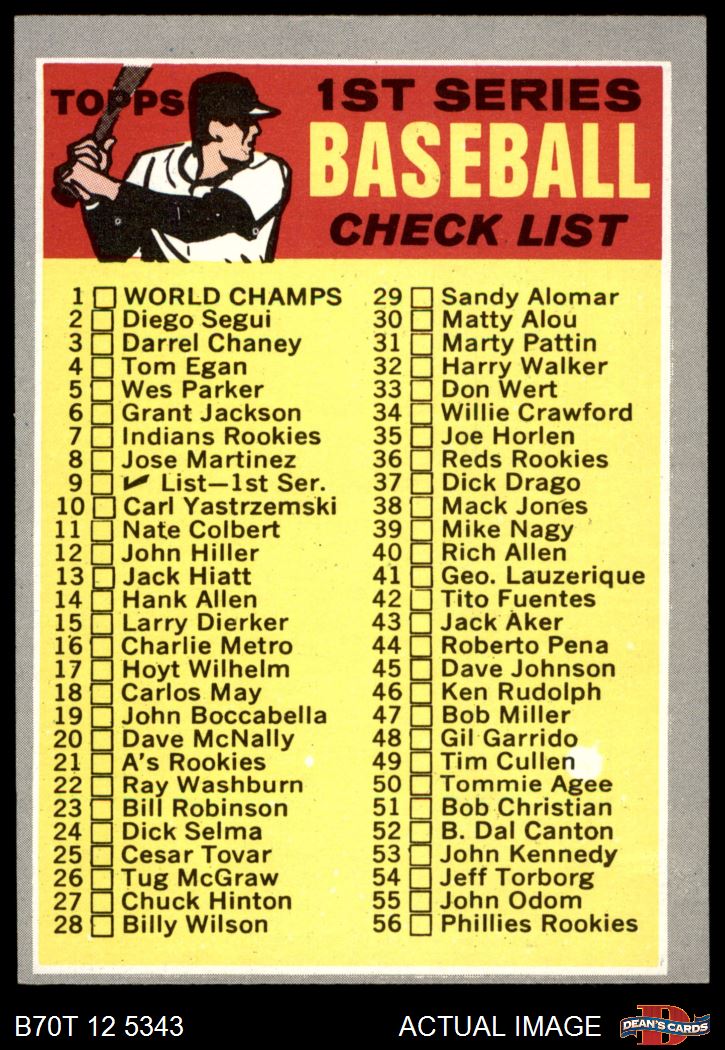 TOPPS
1ST SERIES
BASEBALL
CHECK LIST
1 WORLD CHAMPS
2 Diego Segui
3 Darrel Chaney
4 Tom Egan
5 Wes Parker
6 Grant Jackson
7 Indians Rookies
8 Jose Martinez
9 ✔ List—1st Ser.
10 Carl Yastrzemski
11 Nate Colbert
12 John Hiller
13 Jack Hiatt
14 Hank Allen
15 Larry Dierker
16 Charlie Metro
17 Hoyt Wilhelm
18 Carlos May
19 John Boccabella
20 Dave McNally
21 A's Rookies
22 Ray Washburn
23 Bill Robinson
24 Dick Selma
25 Cesar Tovar
26 Tug McGraw
27 Chuck Hinton
28 Billy Wilson
29 Sandy Alomar
30 Matty Alou
31 Marty Pattin
32 Harry Walker
33 Don Wert
34 Willie Crawford
35 Joe Horlen
36 Reds Rookies
37 Dick Drago
38 Mack Jones
39 Mike Nagy
40 Rich Allen
41 Geo. Lauzerique
42 Tito Fuentes
43 Jack Aker
44 Roberto Pena
45 Dave Johnson
46 Ken Rudolph
47 Bob Miller
48 Gil Garrido
49 Tim Cullen
50 Tommie Agee
51 Bob Christian
52 B. Dal Canton
53 John Kennedy
54 Jeff Torborg
55 John Odom
56 Phillies Rookies
B70T 12 5343
ACTUAL IMAGE
D
DEAN'S CARDS